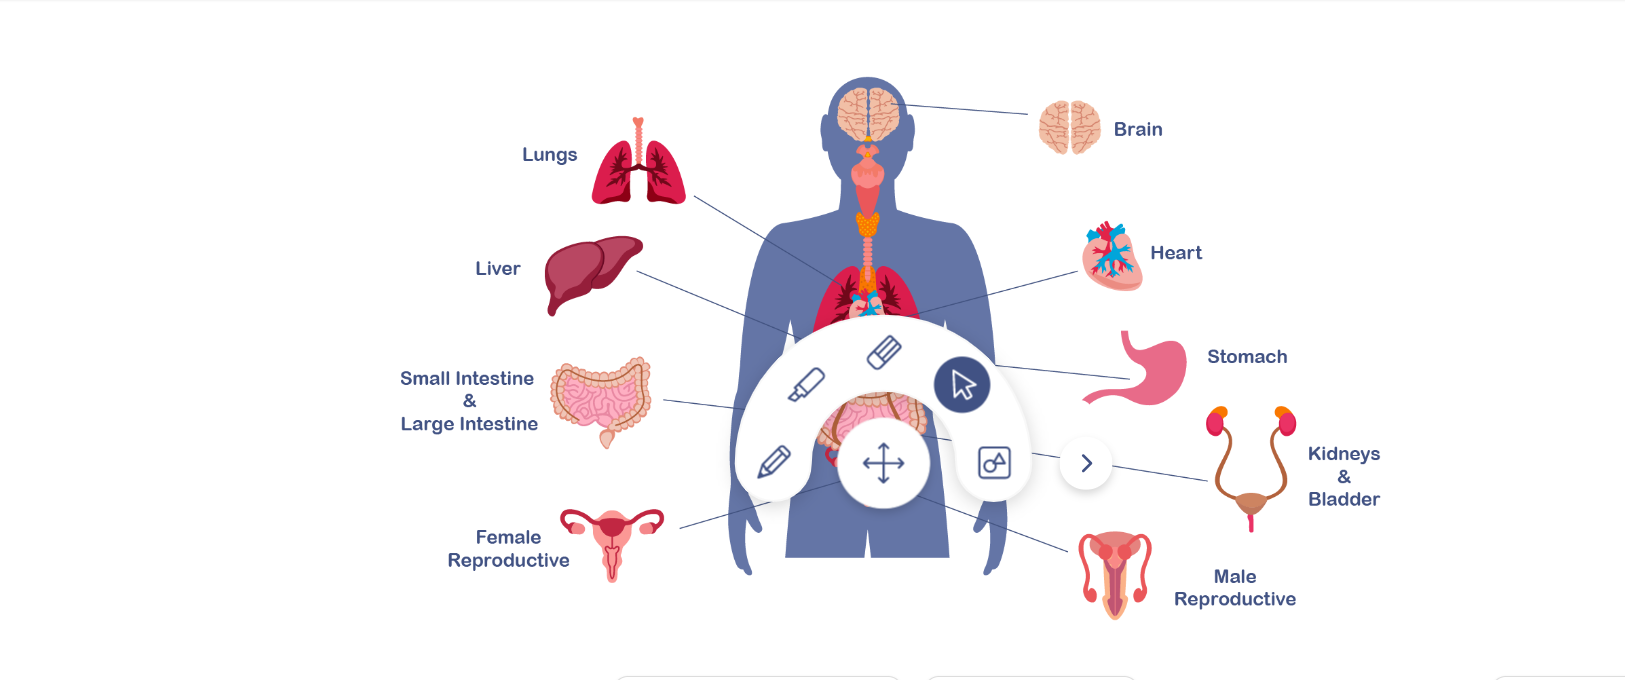 Brain
Lungs
Heart
Liver
Stomach
Small Intestine
&
Large Intestine
Kidneys
&
Bladder
Female
Reproductive
Male
Reproductive